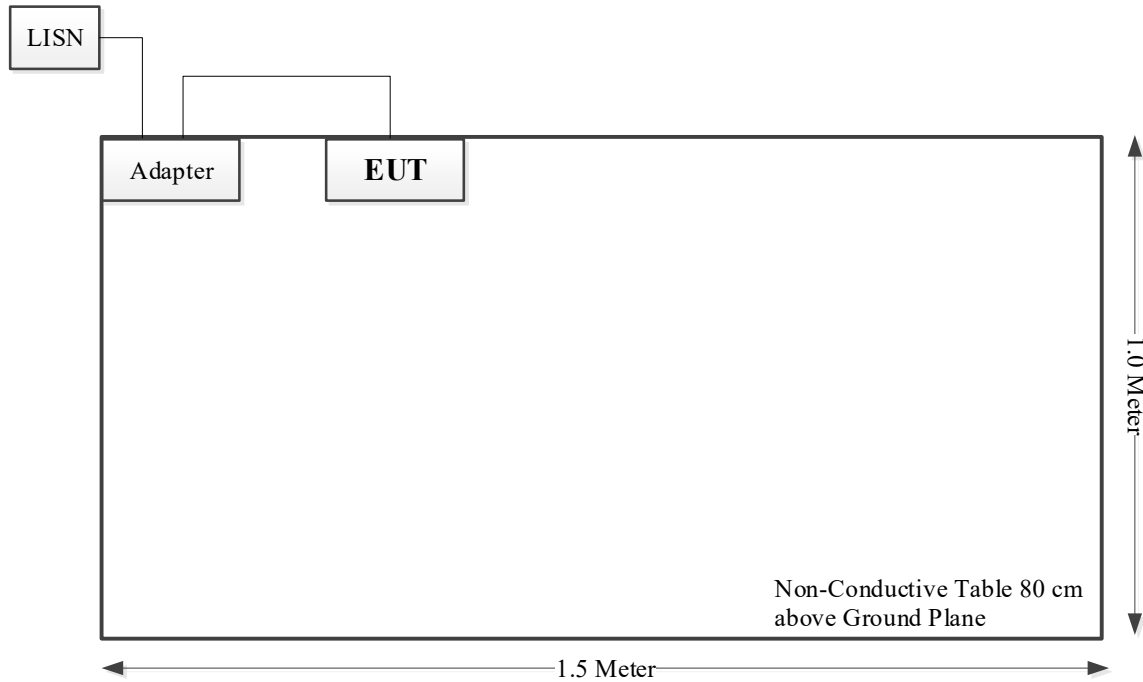 LISN
Adapter
EUT
1.0 Meter
Non-Conductive Table 80 cm
above Ground Plane
1.5 Meter